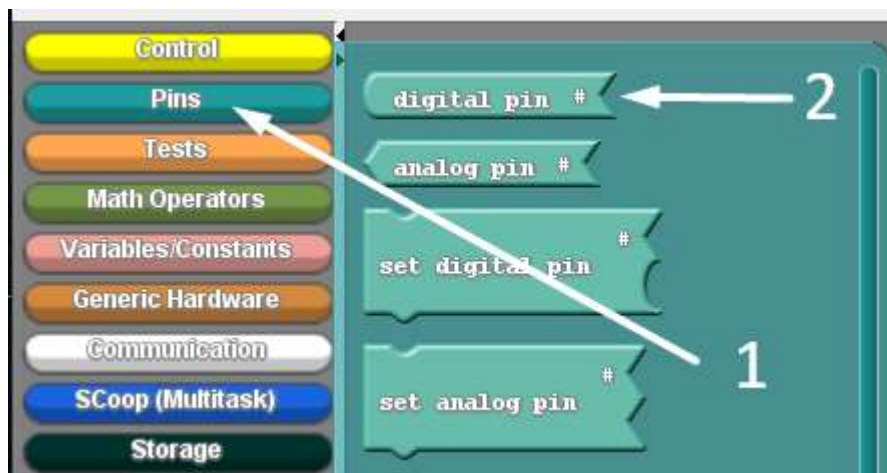 Control
Pins
Tests
Math Operators
Variables/Constants
Generic Hardware
Communication
SCoop (Multitask)
Storage
digital pin #
2
analog pin #
set digital pin #
set analog pin #
1